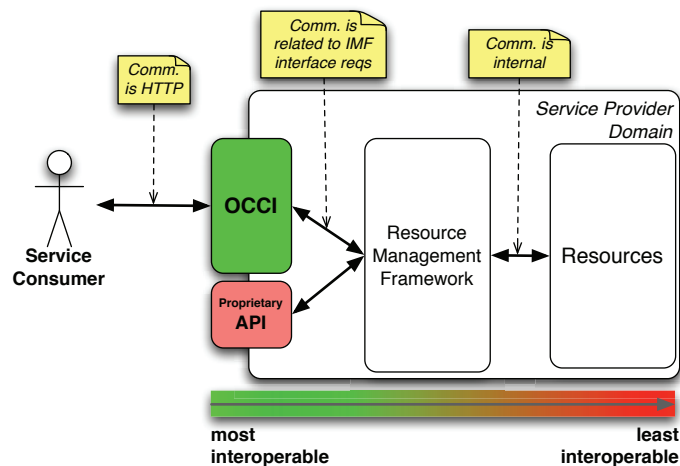 Comm.
is HTTP
Comm. is
related to IMF
interface reqs
Comm. is
internal
Service Provider
Domain
OCCI
Resource
Management
Framework
Resources
Service
Consumer
Proprietary
API
most
interoperable
least
interoperable